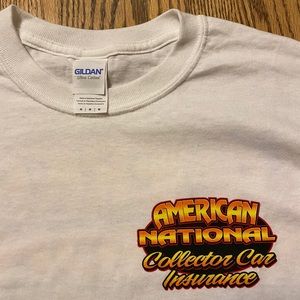 GILDAN
Ultra Cotton
AMERICAN
NATIONAL
Collector Car
Insurance